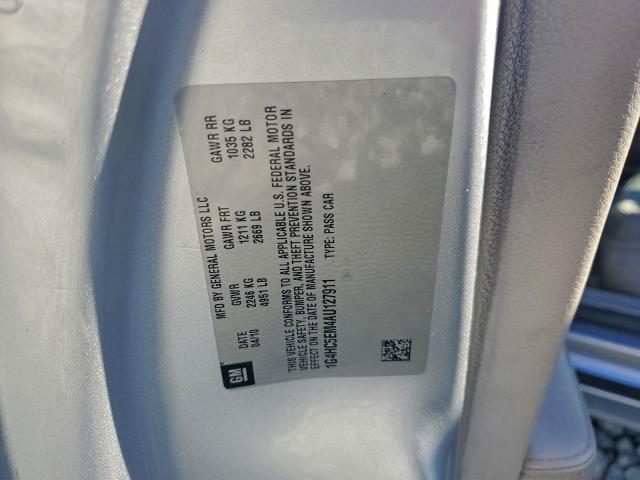 GM
MFD BY GENERAL MOTORS LLC
DATE GVWR GAWR FRT GAWR RR
04/10 2246 KG 1211 KG 1035 KG
4951 LB 2669 LB 2282 LB
THIS VEHICLE CONFORMS TO ALL APPLICABLE U.S. FEDERAL MOTOR
VEHICLE SAFETY, BUMPER, AND THEFT PREVENTION STANDARDS IN
EFFECT ON THE DATE OF MANUFACTURE SHOWN ABOVE.
1G4HC5EM4AU127911 TYPE: PASS CAR